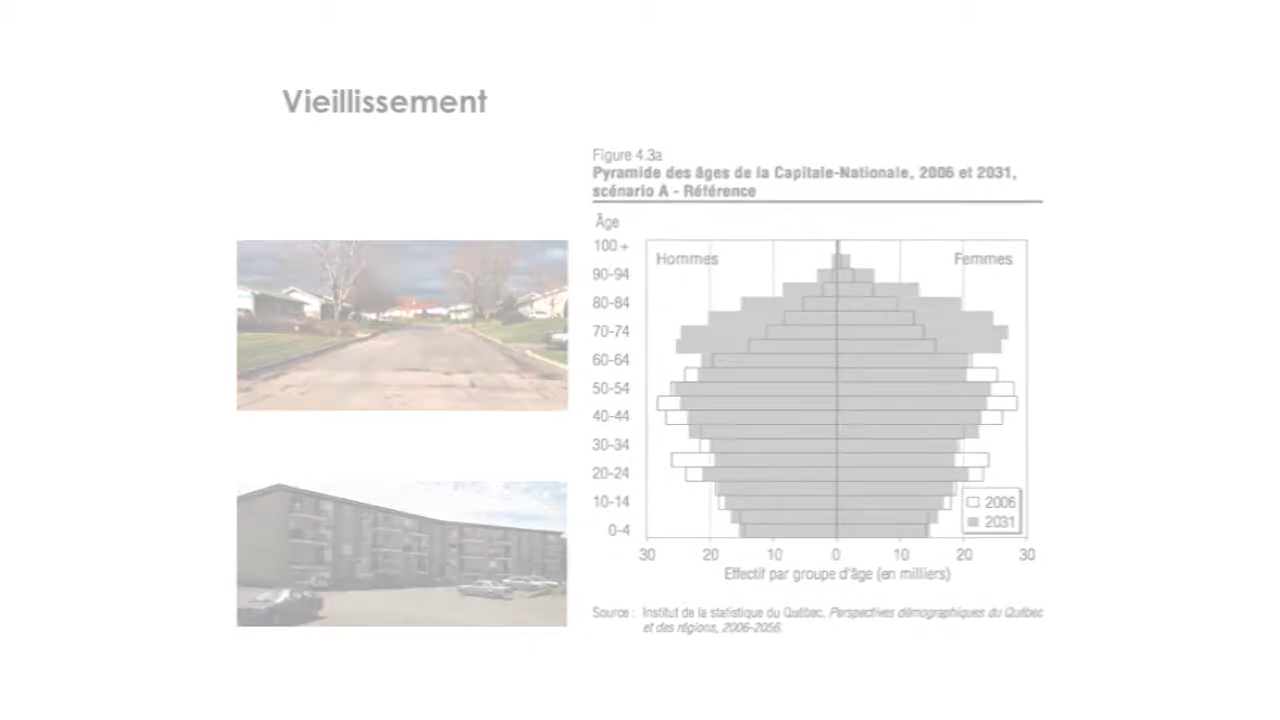 Vieillissement
Figure 4.3a
Pyramide des âges de la Capitale-Nationale, 2006 et 2031,
scénario A - Référence
Âge
100 +
Hommes
Femmes
90-94
80-84
70-74
60-64
50-54
40-44
30-34
20-24
10-14
0-4
2006
2031
30 20 10 0 10 20 30
Effectif par groupe d'âge (en milliers)
Source : Institut de la statistique du Québec, Perspectives démographiques du Québec
et des régions, 2006-2056.